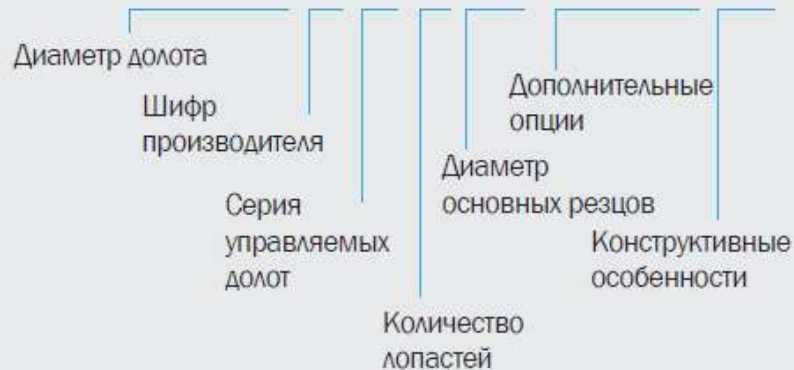 Диаметр долота
Шифр
производителя
Серия
управляемых
долот
Количество
лопастей
Диаметр
основных резцов
Дополнительные
опции
Конструктивные
особенности